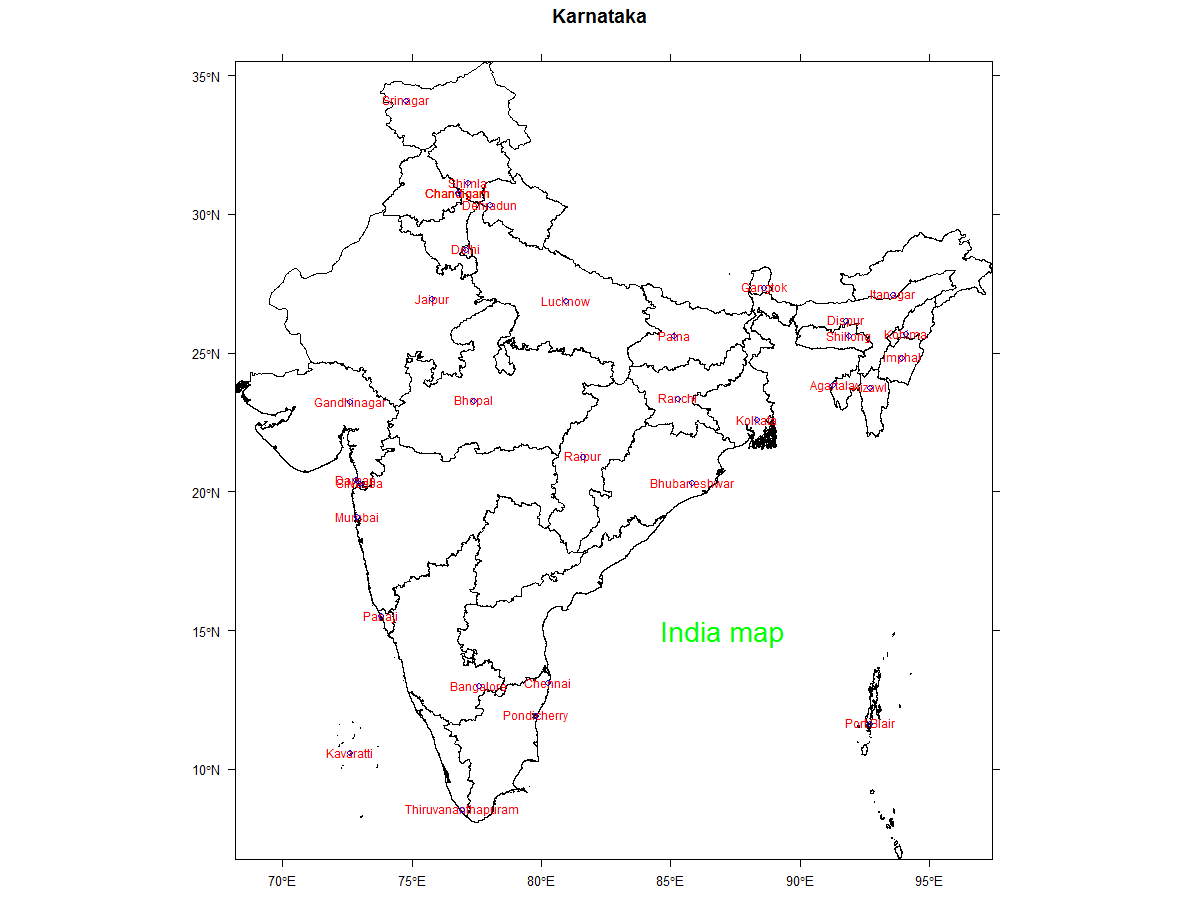 Karnataka
35°N
Srinagar
Shimla
Chandigarh
Dehradun
30°N
Delhi
Gangtok
Itanagar
Jaipur
Lucknow
Dispur
Patna
Shillong
Kohima
25°N
Imphal
Agartala
Aizawl
Gandhinagar
Bhopal
Ranchi
Kolkata
Raipur
Daman
Silvassa
Bhubaneshwar
20°N
Mumbai
Panaji
15°N
India map
Bangalore
Chennai
Pondicherry
Port Blair
Kavaratti
10°N
Thiruvananthapuram
70°E
75°E
80°E
85°E
90°E
95°E